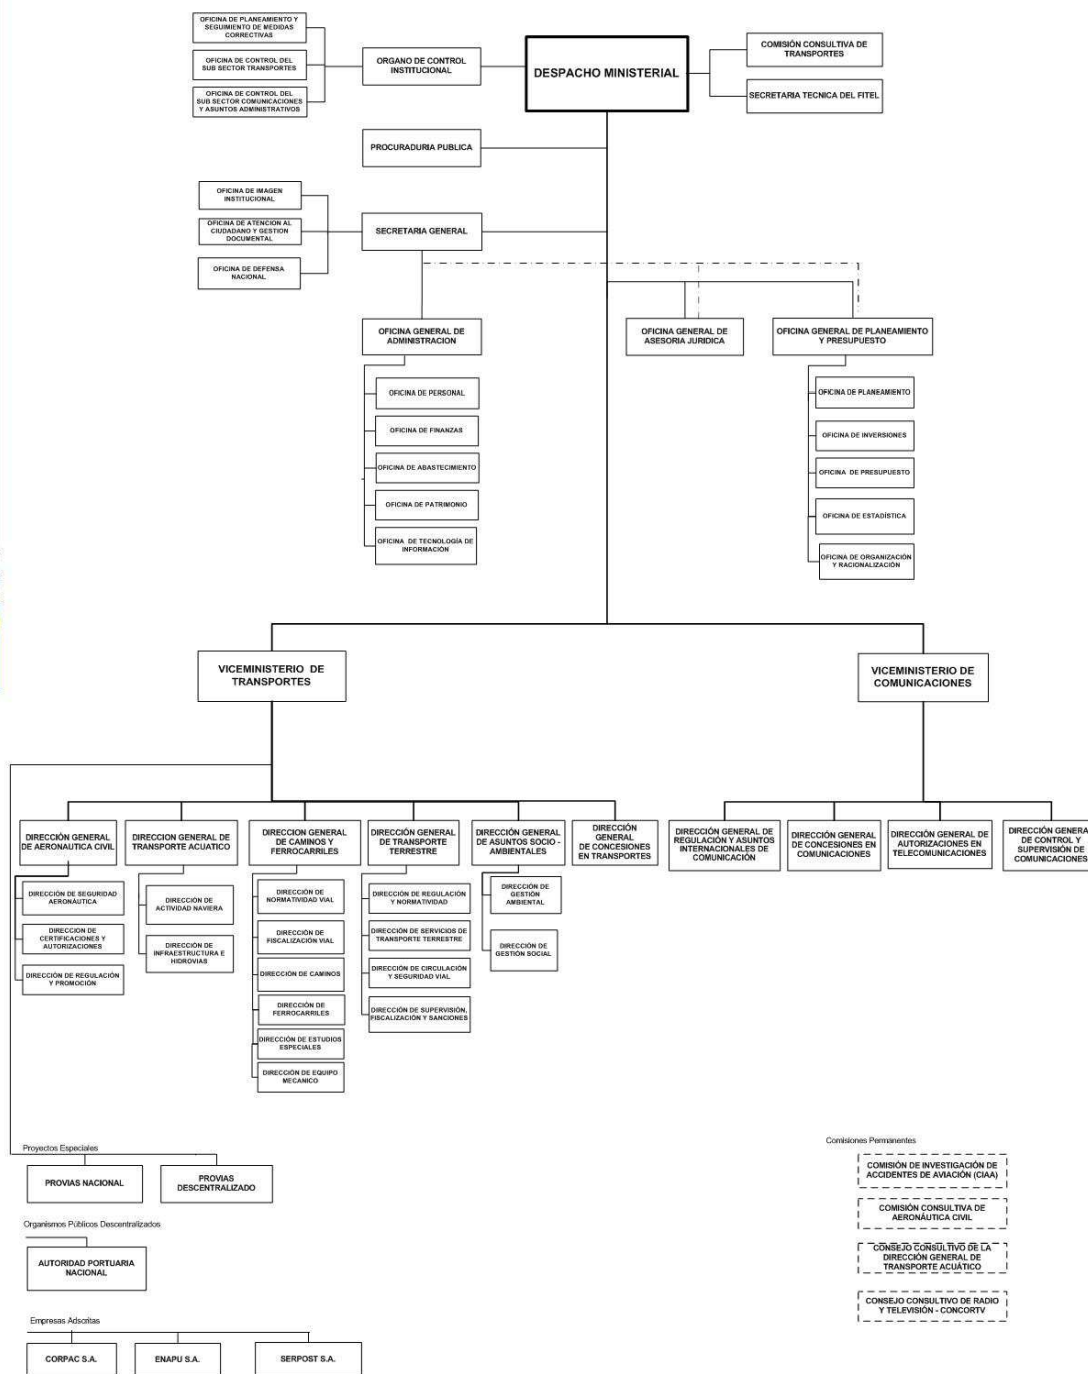 OFICINA DE PLANEAMIENTO Y
SEGUIMIENTO DE MEDIDAS
CORRECTIVAS
OFICINA DE CONTROL DEL
SUB SECTOR TRANSPORTES
OFICINA DE CONTROL DEL
SUB SECTOR COMUNICACIONES
Y ASUNTOS ADMINISTRATIVOS
ORGANO DE CONTROL
INSTITUCIONAL
DESPACHO MINISTERIAL
COMISIÓN CONSULTIVA DE
TRANSPORTES
SECRETARIA TECNICA DEL FITEL
PROCURADURIA PUBLICA
OFICINA DE IMAGEN
INSTITUCIONAL
OFICINA DE ATENCION AL
CIUDADANO Y GESTION
DOCUMENTAL
OFICINA DE DEFENSA
NACIONAL
SECRETARIA GENERAL
OFICINA GENERAL DE
ADMINISTRACION
OFICINA GENERAL DE
ASESORIA JURIDICA
OFICINA GENERAL DE PLANEAMIENTO
Y PRESUPUESTO
OFICINA DE PERSONAL
OFICINA DE FINANZAS
OFICINA DE ABASTECIMIENTO
OFICINA DE PATRIMONIO
OFICINA DE TECNOLOGÍA DE
INFORMACIÓN
OFICINA DE PLANEAMIENTO
OFICINA DE INVERSIONES
OFICINA DE PRESUPUESTO
OFICINA DE ESTADÍSTICA
OFICINA DE ORGANIZACIÓN
Y RACIONALIZACIÓN
VICEMINISTERIO DE
TRANSPORTES
VICEMINISTERIO DE
COMUNICACIONES
DIRECCIÓN GENERAL
DE AERONAUTICA CIVIL
DIRECCION GENERAL DE
TRANSPORTE ACUATICO
DIRECCION GENERAL
DE CAMINOS Y
FERROCARRILES
DIRECCIÓN GENERAL
DE TRANSPORTE
TERRESTRE
DIRECCIÓN GENERAL
DE ASUNTOS SOCIO -
AMBIENTALES
DIRECCIÓN
GENERAL
DE CONCESIONES
EN TRANSPORTES
DIRECCIÓN GENERAL DE
REGULACIÓN Y ASUNTOS
INTERNACIONALES DE
COMUNICACIÓN
DIRECCIÓN GENERAL
DE CONCESIONES EN
COMUNICACIONES
DIRECCIÓN GENERAL DE
AUTORIZACIONES EN
TELECOMUNICACIONES
DIRECCIÓN GENERA
DE CONTROL Y
SUPERVISIÓN DE
COMUNICACIONES
DIRECCIÓN DE SEGURIDAD
AERONÁUTICA
DIRECCION DE
CERTIFICACIONES Y
AUTORIZACIONES
DIRECCIÓN DE REGULACIÓN
Y PROMOCIÓN
DIRECCIÓN DE
ACTIVIDAD NAVIERA
DIRECCIÓN DE
INFRAESTRUCTURA E
HIDROVIAS
DIRECCIÓN DE
NORMATIVIDAD VIAL
DIRECCIÓN DE
FISCALIZACIÓN VIAL
DIRECCIÓN DE CAMINOS
DIRECCIÓN DE
FERROCARRILES
DIRECCIÓN DE ESTUDIOS
ESPECIALES
DIRECCIÓN DE EQUIPO
MECANICO
DIRECCIÓN DE REGULACIÓN
Y NORMATIVIDAD
DIRECCIÓN DE SERVICIOS DE
TRANSPORTE TERRESTRE
DIRECCIÓN DE CIRCULACIÓN
Y SEGURIDAD VIAL
DIRECCIÓN DE SUPERVISIÓN,
FISCALIZACIÓN Y SANCIONES
DIRECCIÓN DE
GESTIÓN
AMBIENTAL
DIRECCIÓN DE
GESTIÓN SOCIAL
Proyectos Especiales
PROVIAS NACIONAL
PROVIAS
DESCENTRALIZADO
Organismos Públicos Descentralizados
AUTORIDAD PORTUARIA
NACIONAL
Empresas Adscritas
CORPAC S.A.
ENAPU S.A.
SERPOST S.A.
Comisiones Permanentes
COMISIÓN DE INVESTIGACIÓN DE
ACCIDENTES DE AVIACIÓN (CIAA)
COMISIÓN CONSULTIVA DE
AERONÁUTICA CIVIL
CONSEJO CONSULTIVO DE LA
DIRECCIÓN GENERAL DE
TRANSPORTE ACUÁTICO
CONSEJO CONSULTIVO DE RADIO
Y TELEVISIÓN - CONCORTV